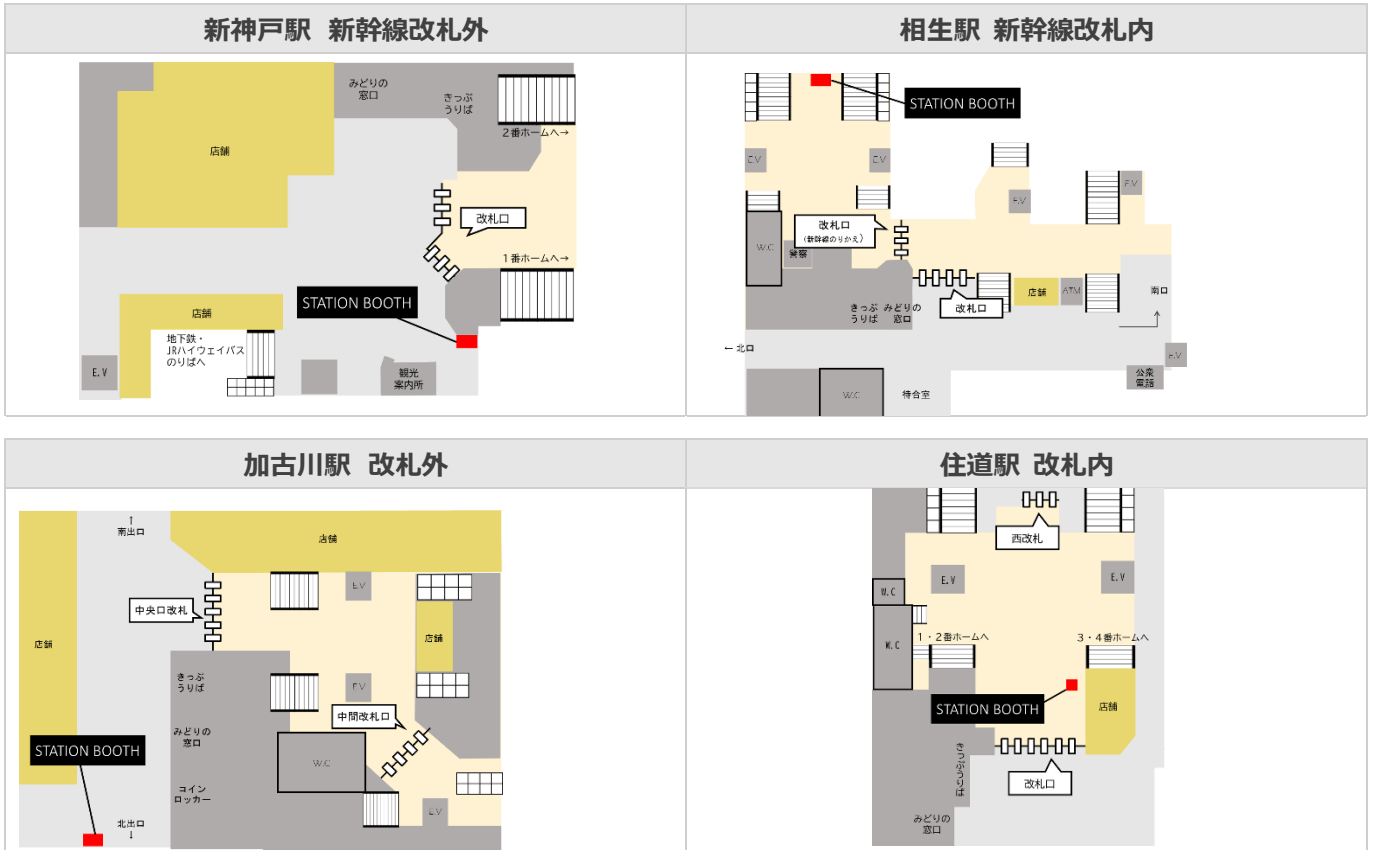 新神戸駅 新幹線改札外
みどりの
窓口
きっぷ
うりば
2番ホームへ→
店舗
改札口
1番ホームへ→
STATION BOOTH
店舗
地下鉄・
JRハイウェイバス
のりばへ
E.V
観光
案内所
相生駅 新幹線改札内
STATION BOOTH
E.V
E.V
E.V
E.V
改札口
(新幹線のりかえ)
W.C
警察
きっぷ
うりば
みどりの
窓口
改札口
店舗
ATM
南口
← 北口
E.V
公衆
電話
W.C
待合室
加古川駅 改札外
↑
南出口
店舗
E.V
中央口改札
店舗
店舗
きっぷ
うりば
E.V
中間改札口
みどりの
窓口
STATION BOOTH
W.C
コイン
ロッカー
E.V
北出口
↓
住道駅 改札内
西改札
E.V
E.V
W.C
W.C
1・2番ホームへ
3・4番ホームへ
STATION BOOTH
店舗
きっぷうりば
改札口
みどりの
窓口